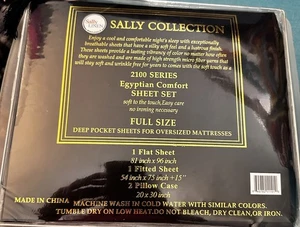 SALLY COLLECTION
Enjoy a cool and comfortable night's sleep with exceptionally
breathable sheets that have a silky soft feel and a lustrous finish.
These sheets provide a lasting vibrancy of color no matter how often
they are washed and are made of high strength micro fiber yarns that
will stay soft and wrinkle free for years to comes with the soft touch as a
2100 SERIES
Egyptian Comfort
SHEET SET
soft to the touch, Easy care
no ironing necessary
FULL SIZE
DEEP POCKET SHEETS FOR OVERSIZED MATTRESSES
1 Flat Sheet
81 inch x 96 inch
1 Fitted Sheet
54 inch x 75 inch +15"
2 Pillow Case
20 x 30 inch
MADE IN CHINA
MACHINE WASH IN COLD WATER WITH SIMILAR COLORS.
TUMBLE DRY ON LOW HEAT.DO NOT BLEACH, DRY CLEAN,OR IRON.